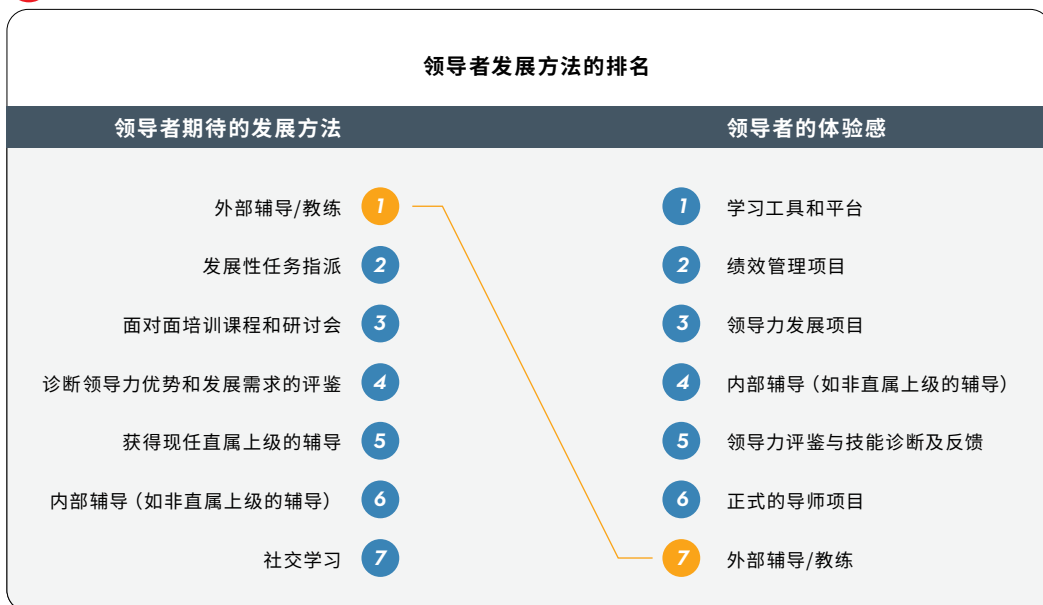 领导者发展方法的排名
领导者期待的发展方法 领导者的体验感
外部辅导/教练 1 1 学习工具和平台
发展性任务指派 2 2 绩效管理项目
面对面培训课程和研讨会 3 3 领导力发展项目
诊断领导力优势和发展需求的评鉴 4 4 内部辅导（如非直属上级的辅导）
获得现任直属上级的辅导 5 5 领导力评鉴与技能诊断及反馈
内部辅导（如非直属上级的辅导） 6 6 正式的导师项目
社交学习 7 7 外部辅导/教练